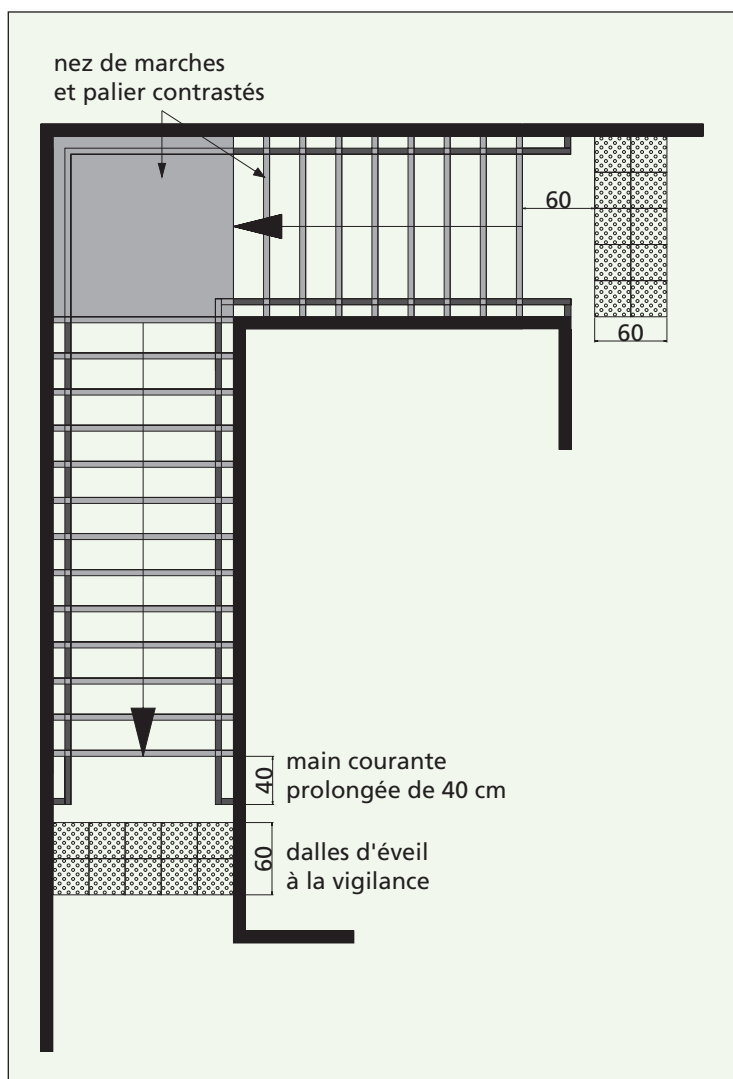 nez de marches
et palier contrastés
60
60
40
main courante
prolongée de 40 cm
60
dalles d'éveil
à la vigilance